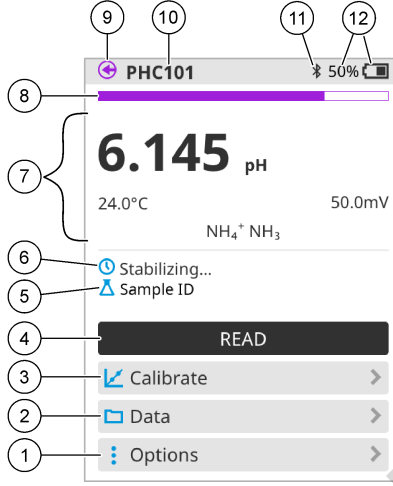 9 10 11 12
PHC101 50%
8
6.145 pH
7
24.0°C 50.0mV
NH₄⁺ NH₃
6 Stabilizing...
5 Sample ID
4 READ
3 Calibrate
2 Data
1 Options